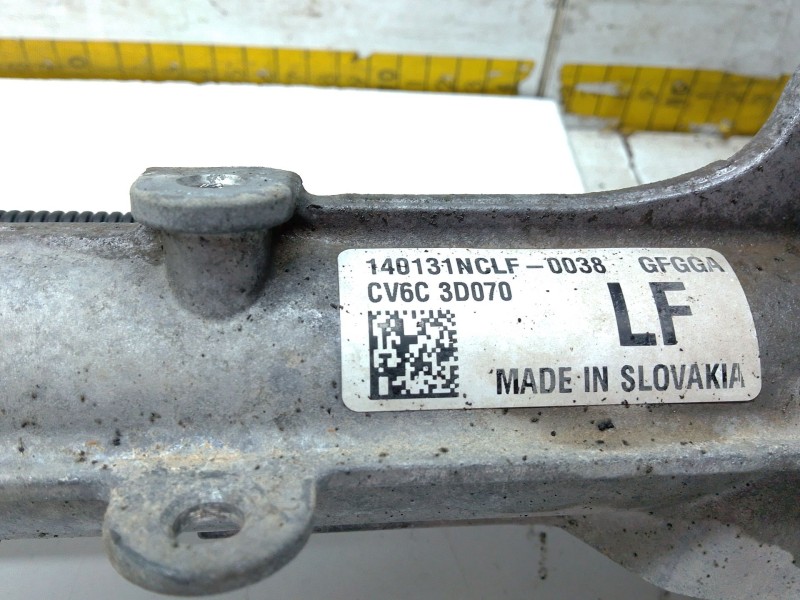 140131NCLF-0038 GFGGA
CV6C 3D070
LF
MADE IN SLOVAKIA